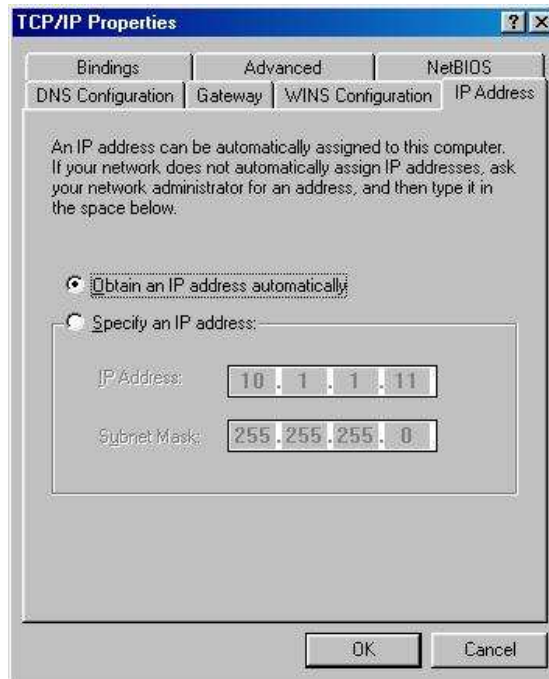 TCP/IP Properties
Bindings Advanced NetBIOS
DNS Configuration Gateway WINS Configuration IP Address
An IP address can be automatically assigned to this computer.
If your network does not automatically assign IP addresses, ask
your network administrator for an address, and then type it in
the space below.
Obtain an IP address automatically
Specify an IP address:
IP Address: 10 . 1 . 1 . 11
Subnet Mask: 255 . 255 . 255 . 0
OK Cancel